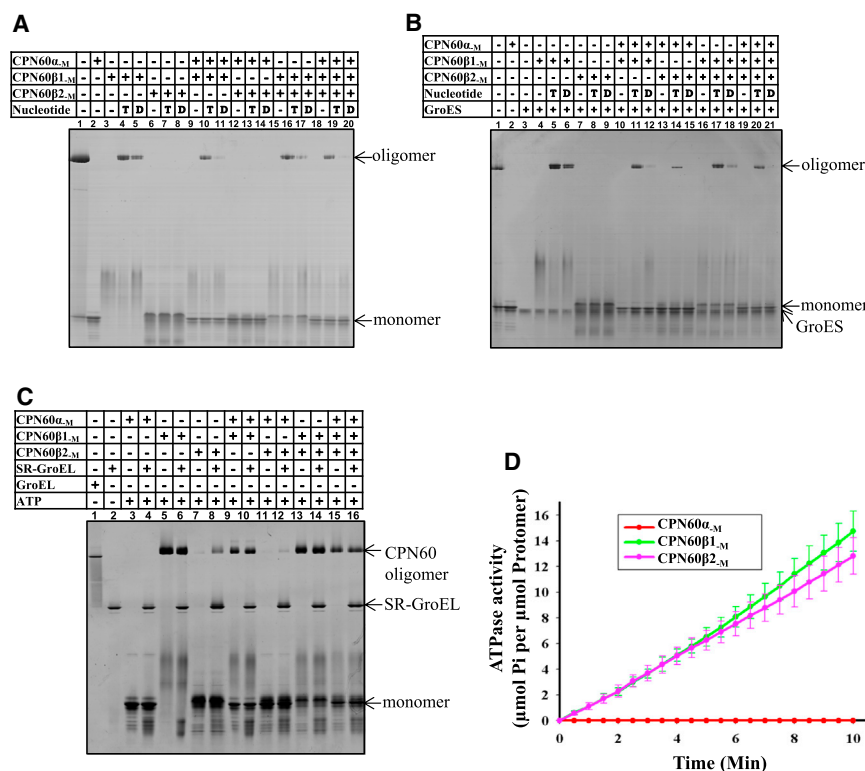 A
CPN60α-M - + - - - - - - + + + + + + - - - + + +
CPN60β1-M - - + + + - - - + + + - - - + + + + + +
CPN60β2-M - - - - - + + + - - - + + + + + + + + +
Nucleotide - - - T D - T D - T D - T D - T D - T D
1 2 3 4 5 6 7 8 9 10 11 12 13 14 15 16 17 18 19 20
oligomer
monomer
B
CPN60α-M - + - - - - - - - + + + + + + - - - + + +
CPN60β1-M - - - + + + - - - + + + - - - + + + + + +
CPN60β2-M - - - - - - + + + - - - + + + + + + + + +
Nucleotide - - - - T D - T D - T D - T D - T D - T D
GroES - - + + + + + + + + + + + + + + + + + + +
1 2 3 4 5 6 7 8 9 10 11 12 13 14 15 16 17 18 19 20 21
oligomer
monomer
GroES
C
CPN60α-M - - + + - - - - + + + + - - + +
CPN60β1-M - - - - + + - - + + - - + + + +
CPN60β2-M - - - - - - + + - - + + + + + +
SR-GroEL - + - + - + - + - + - + - + - +
GroEL + - - - - - - - - - - - - - - -
ATP - - + + + + + + + + + + + + + +
1 2 3 4 5 6 7 8 9 10 11 12 13 14 15 16
CPN60
oligomer
SR-GroEL
monomer
D
ATPase activity
(μmol Pi per μmol Protomer)
16
14
12
10
8
6
4
2
0
CPN60α-M
CPN60β1-M
CPN60β2-M
0 2 4 6 8 10
Time (Min)